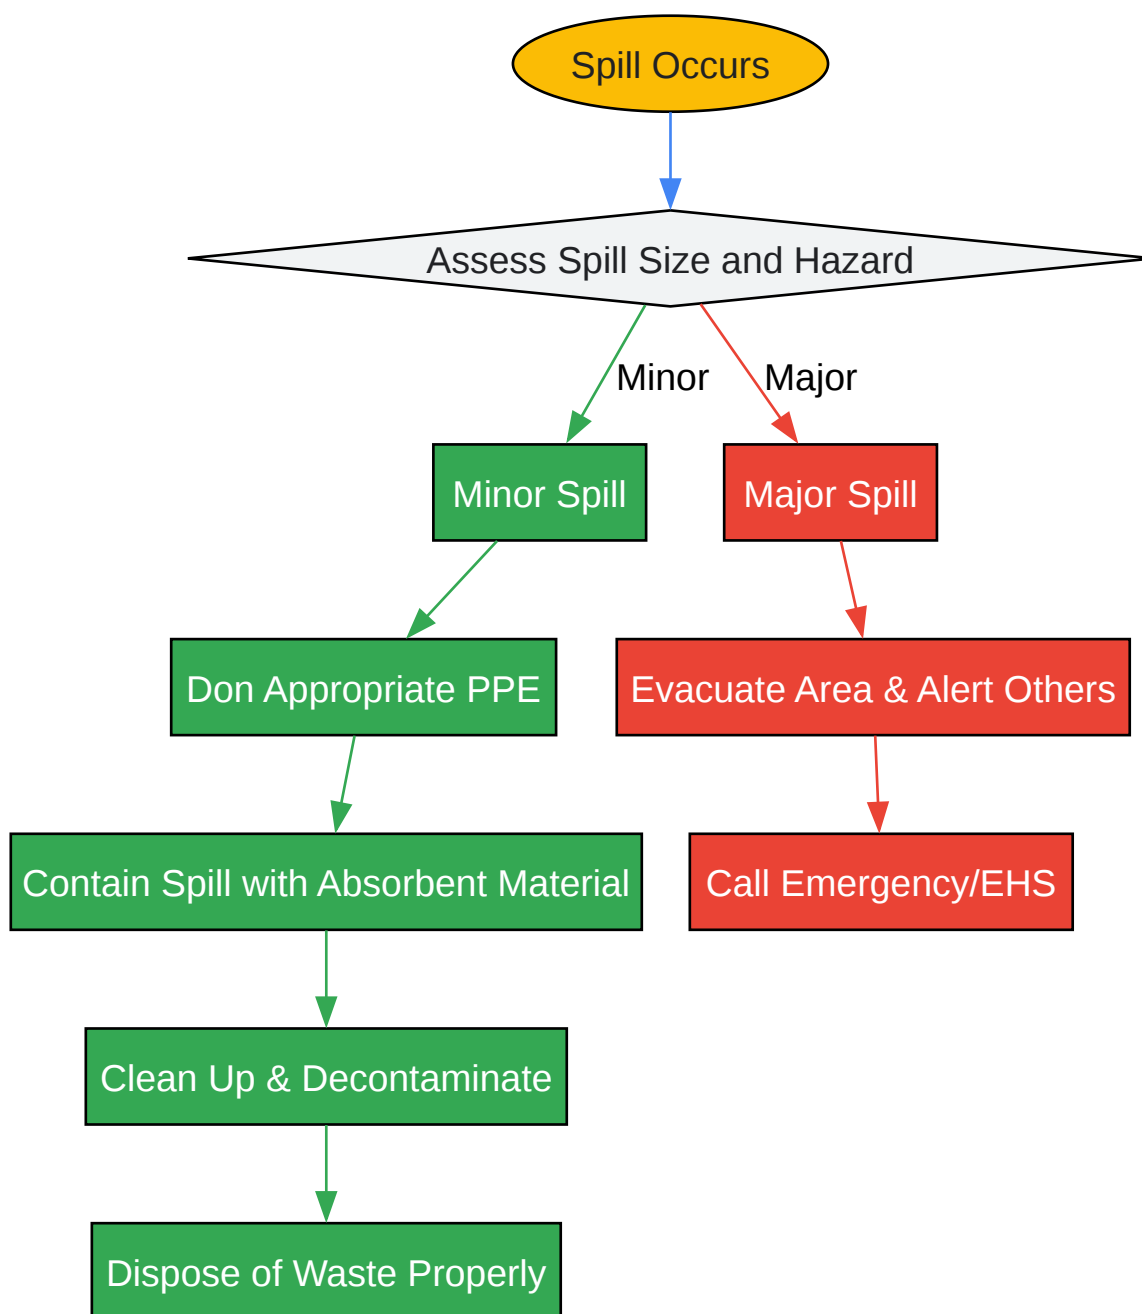 Spill Occurs
Assess Spill Size and Hazard
Minor
Major
Minor Spill
Major Spill
Don Appropriate PPE
Evacuate Area & Alert Others
Contain Spill with Absorbent Material
Call Emergency/EHS
Clean Up & Decontaminate
Dispose of Waste Properly